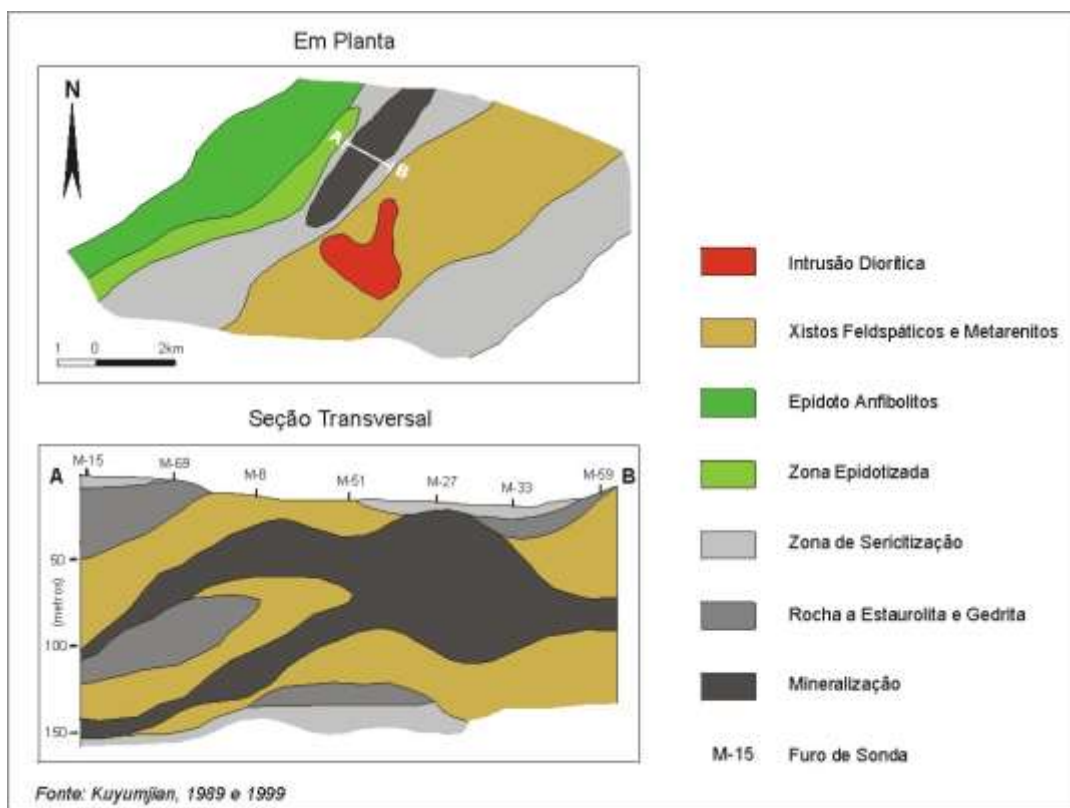 Em Planta
N
A
B
1 0 2km
Intrusão Diorítica
Xistos Feldspáticos e Metarenitos
Epidoto Anfibolitos
Zona Epidotizada
Zona de Sericitização
Rocha a Estaurolita e Gedrita
Mineralização
M-15 Furo de Sonda
Seção Transversal
A M-15 M-69 M-8 M-51 M-27 M-33 M-59 B
50
(metros)
100
150
Fonte: Kuyumjian, 1989 e 1999